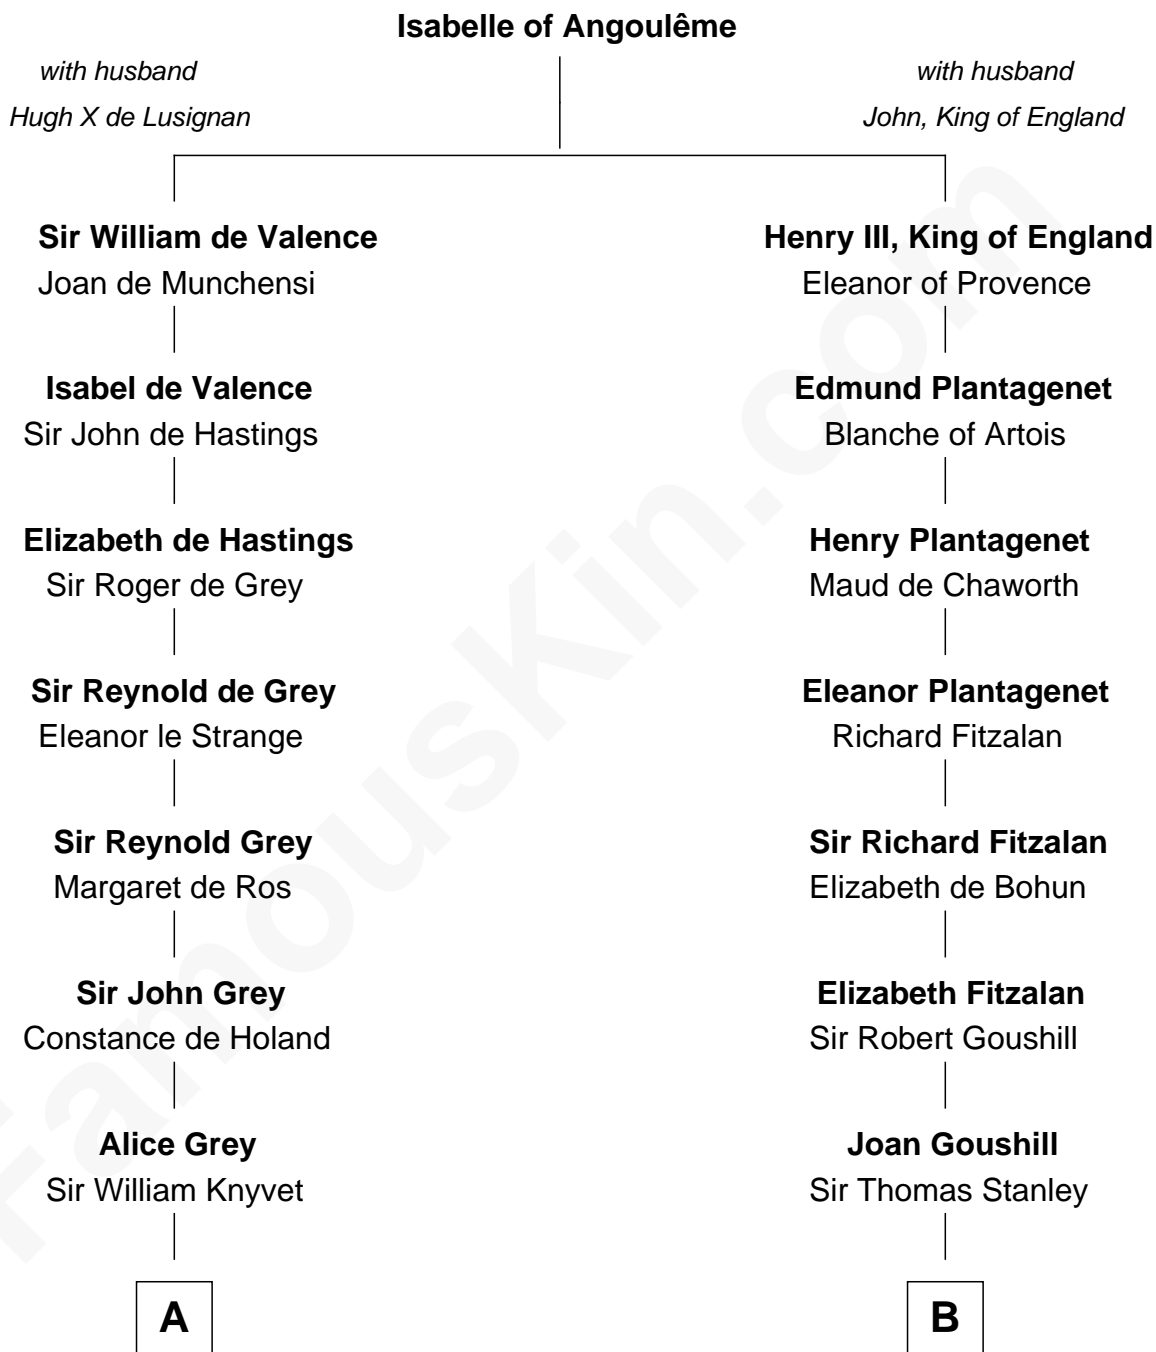 Isabelle of Angoulême
with husband
Hugh X de Lusignan
with husband
John, King of England
Sir William de Valence
Joan de Munchensi
Henry III, King of England
Eleanor of Provence
Isabel de Valence
Sir John de Hastings
Edmund Plantagenet
Blanche of Artois
Elizabeth de Hastings
Sir Roger de Grey
Henry Plantagenet
Maud de Chaworth
Sir Reynold de Grey
Eleanor le Strange
Eleanor Plantagenet
Richard Fitzalan
Sir Reynold Grey
Margaret de Ros
Sir Richard Fitzalan
Elizabeth de Bohun
Sir John Grey
Constance de Holand
Elizabeth Fitzalan
Sir Robert Goushill
Alice Grey
Sir William Knyvet
Joan Goushill
Sir Thomas Stanley
A
B
FamousKin.com